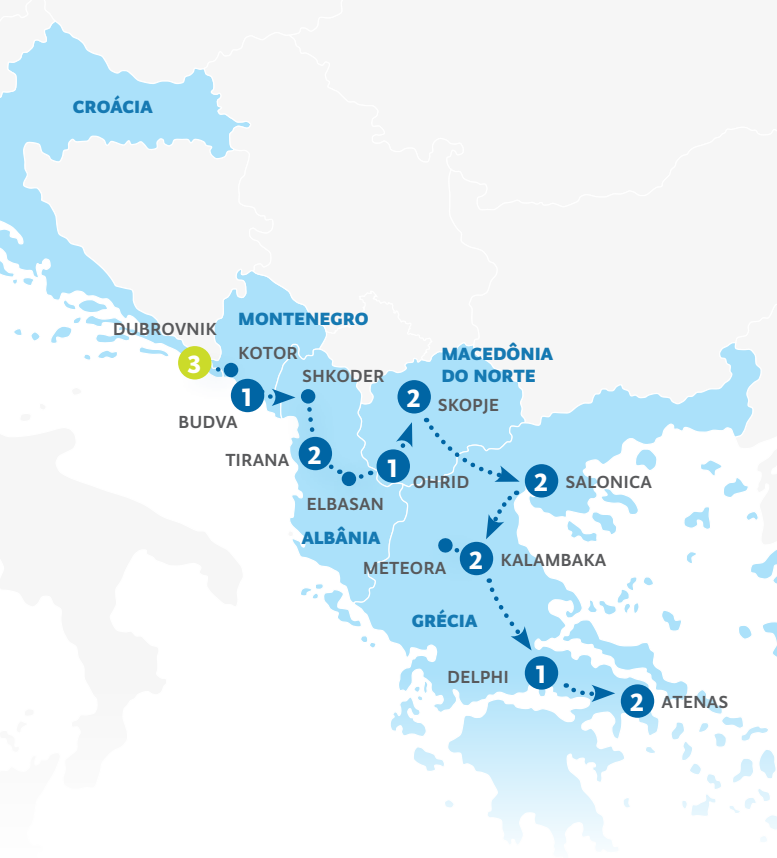 CROÁCIA
DUBROVNIK
3
MONTENEGRO
KOTOR
1
BUDVA
SHKODER
MACEDÔNIA
DO NORTE
2
SKOPJE
TIRANA
2
ELBASAN
1
OHRID
2
SALONICA
ALBÂNIA
METEORA
2
KALAMBAKA
GRÉCIA
DELPHI
1
2
ATENAS